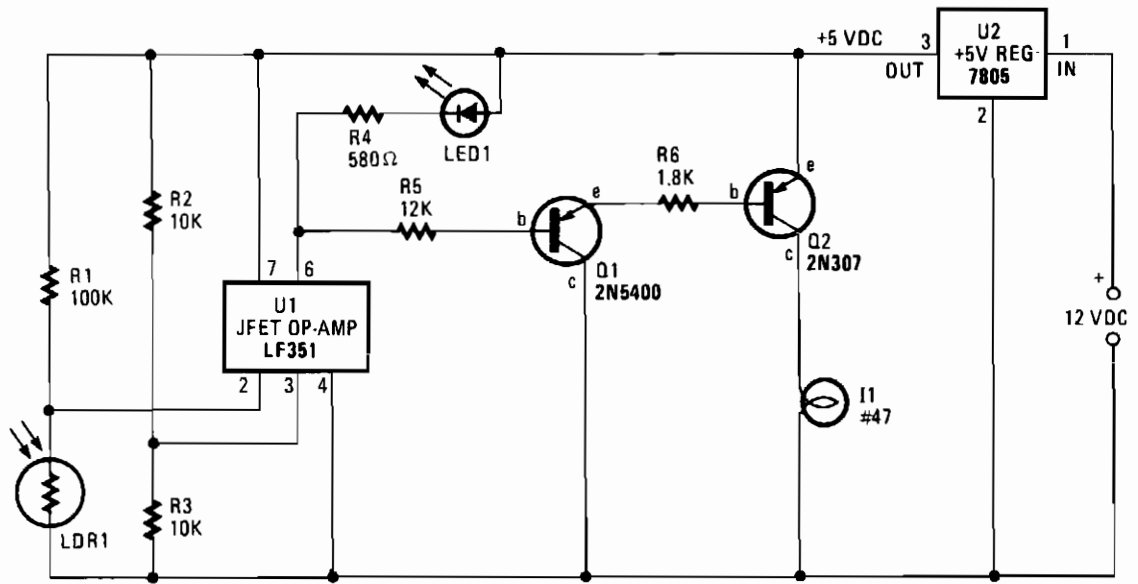 U2
+5V REG
7805
+5 VDC
3
OUT
1
IN
2
R4
580Ω
LED1
R6
1.8K
e
b
Q2
2N307
c
R5
12K
e
b
Q1
2N5400
c
R2
10K
R1
100K
7
6
U1
JFET OP-AMP
LF351
2
3
4
+
12 VDC
I1
#47
R3
10K
LDR1